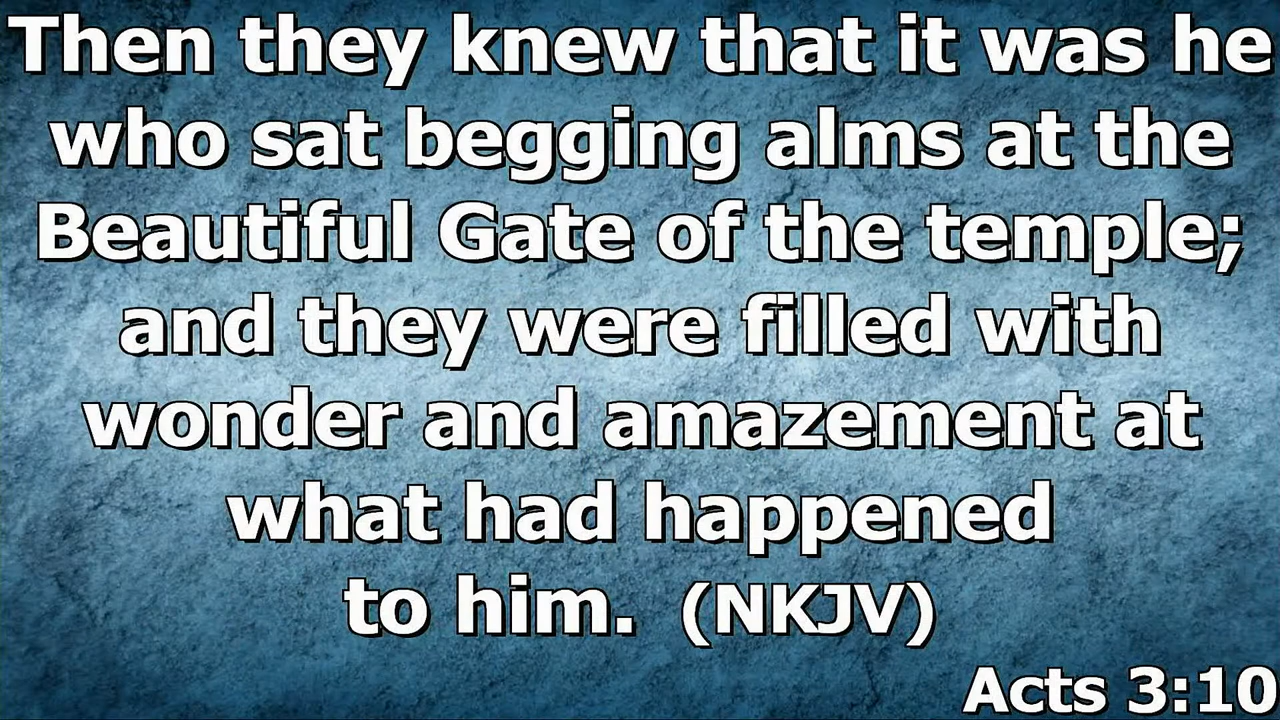 Then they knew that it was he
who sat begging alms at the
Beautiful Gate of the temple;
and they were filled with
wonder and amazement at
what had happened
to him.  (NKJV)
Acts 3:10